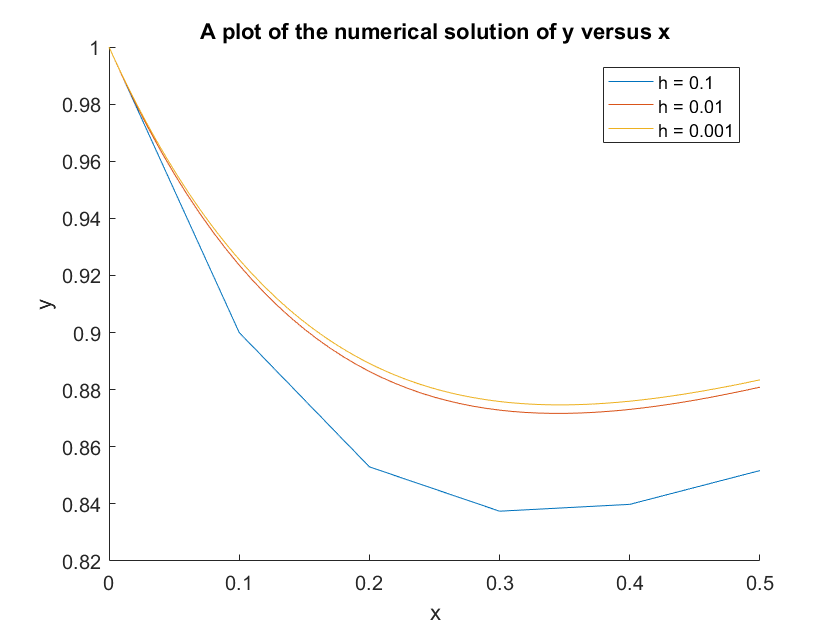 A plot of the numerical solution of y versus x
h = 0.1
h = 0.01
h = 0.001
1
0.98
0.96
0.94
0.92
0.9
0.88
0.86
0.84
0.82
y
0
0.1
0.2
0.3
0.4
0.5
x